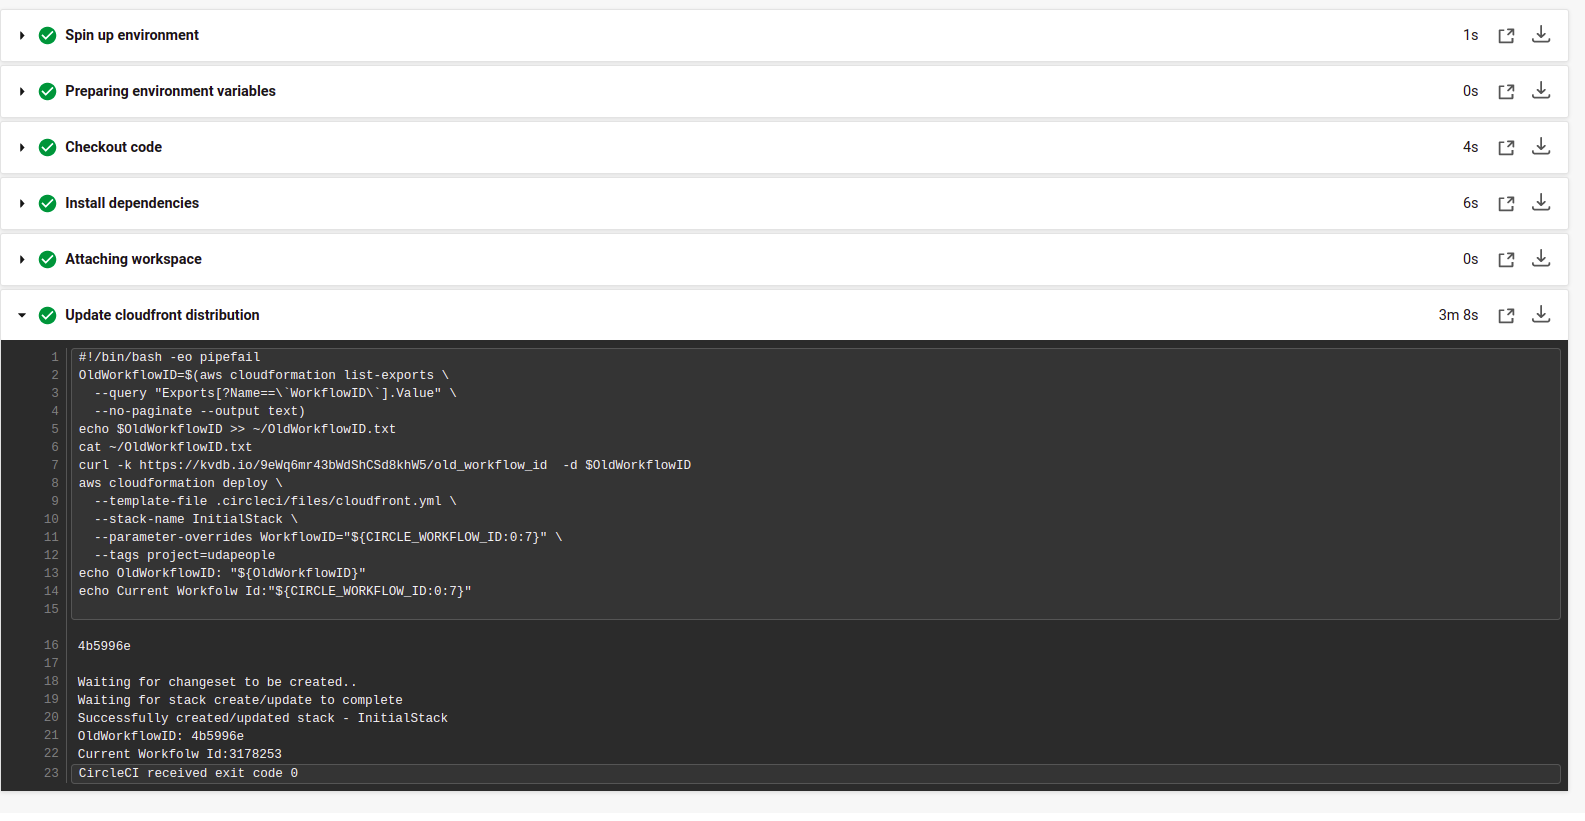 Spin up environment 1s
Preparing environment variables 0s
Checkout code 4s
Install dependencies 6s
Attaching workspace 0s
Update cloudfront distribution 3m 8s
1 #!/bin/bash -eo pipefail
2 OldWorkflowID=$(aws cloudformation list-exports \
3   --query "Exports[?Name==\`WorkflowID\`].Value" \
4   --no-paginate --output text)
5 echo $OldWorkflowID >> ~/OldWorkflowID.txt
6 cat ~/OldWorkflowID.txt
7 curl -k https://kvdb.io/9eWq6mr43bWdShCSd8khW5/old_workflow_id  -d $OldWorkflowID
8 aws cloudformation deploy \
9   --template-file .circleci/files/cloudfront.yml \
10   --stack-name InitialStack \
11   --parameter-overrides WorkflowID="${CIRCLE_WORKFLOW_ID:0:7}" \
12   --tags project=udapeople
13 echo OldWorkflowID: "${OldWorkflowID}"
14 echo Current Workfolw Id:"${CIRCLE_WORKFLOW_ID:0:7}"
15
16 4b5996e
17
18 Waiting for changeset to be created..
19 Waiting for stack create/update to complete
20 Successfully created/updated stack - InitialStack
21 OldWorkflowID: 4b5996e
22 Current Workfolw Id:3178253
23 CircleCI received exit code 0